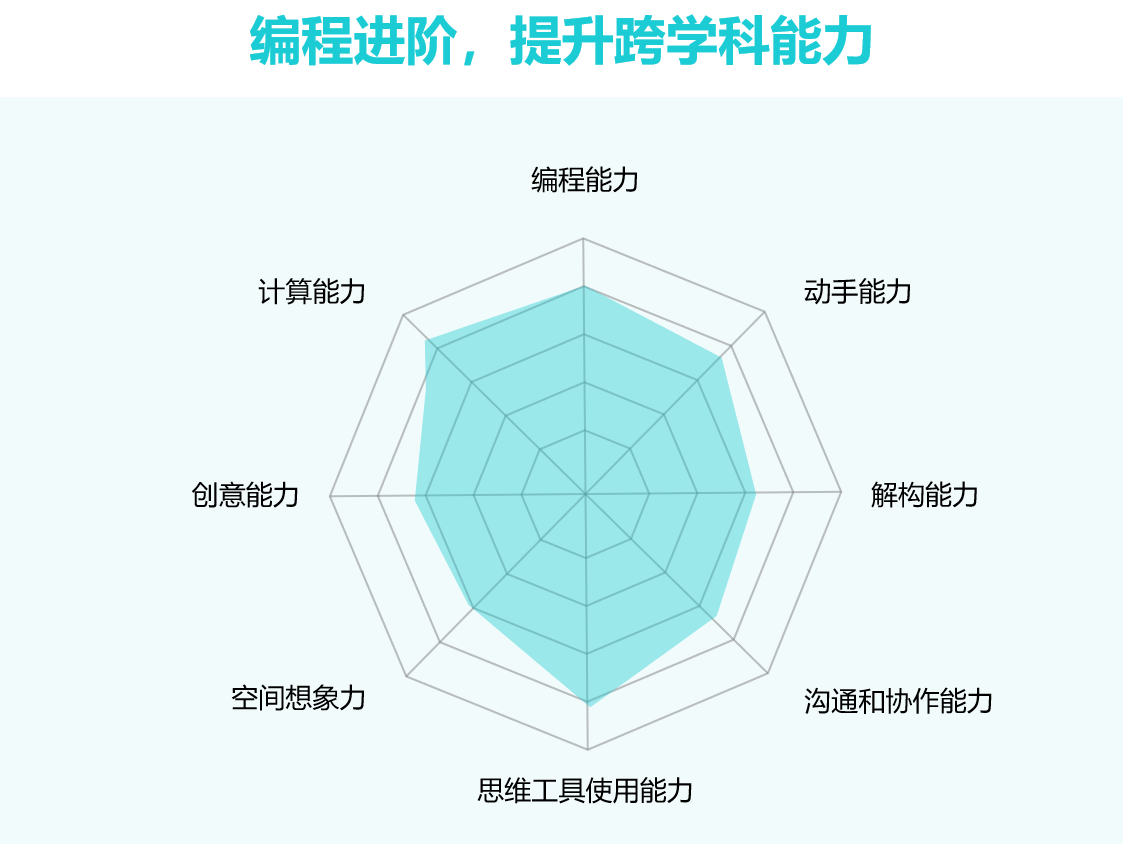 编程进阶，提升跨学科能力
编程能力
计算能力
动手能力
创意能力
解构能力
空间想象力
沟通和协作能力
思维工具使用能力